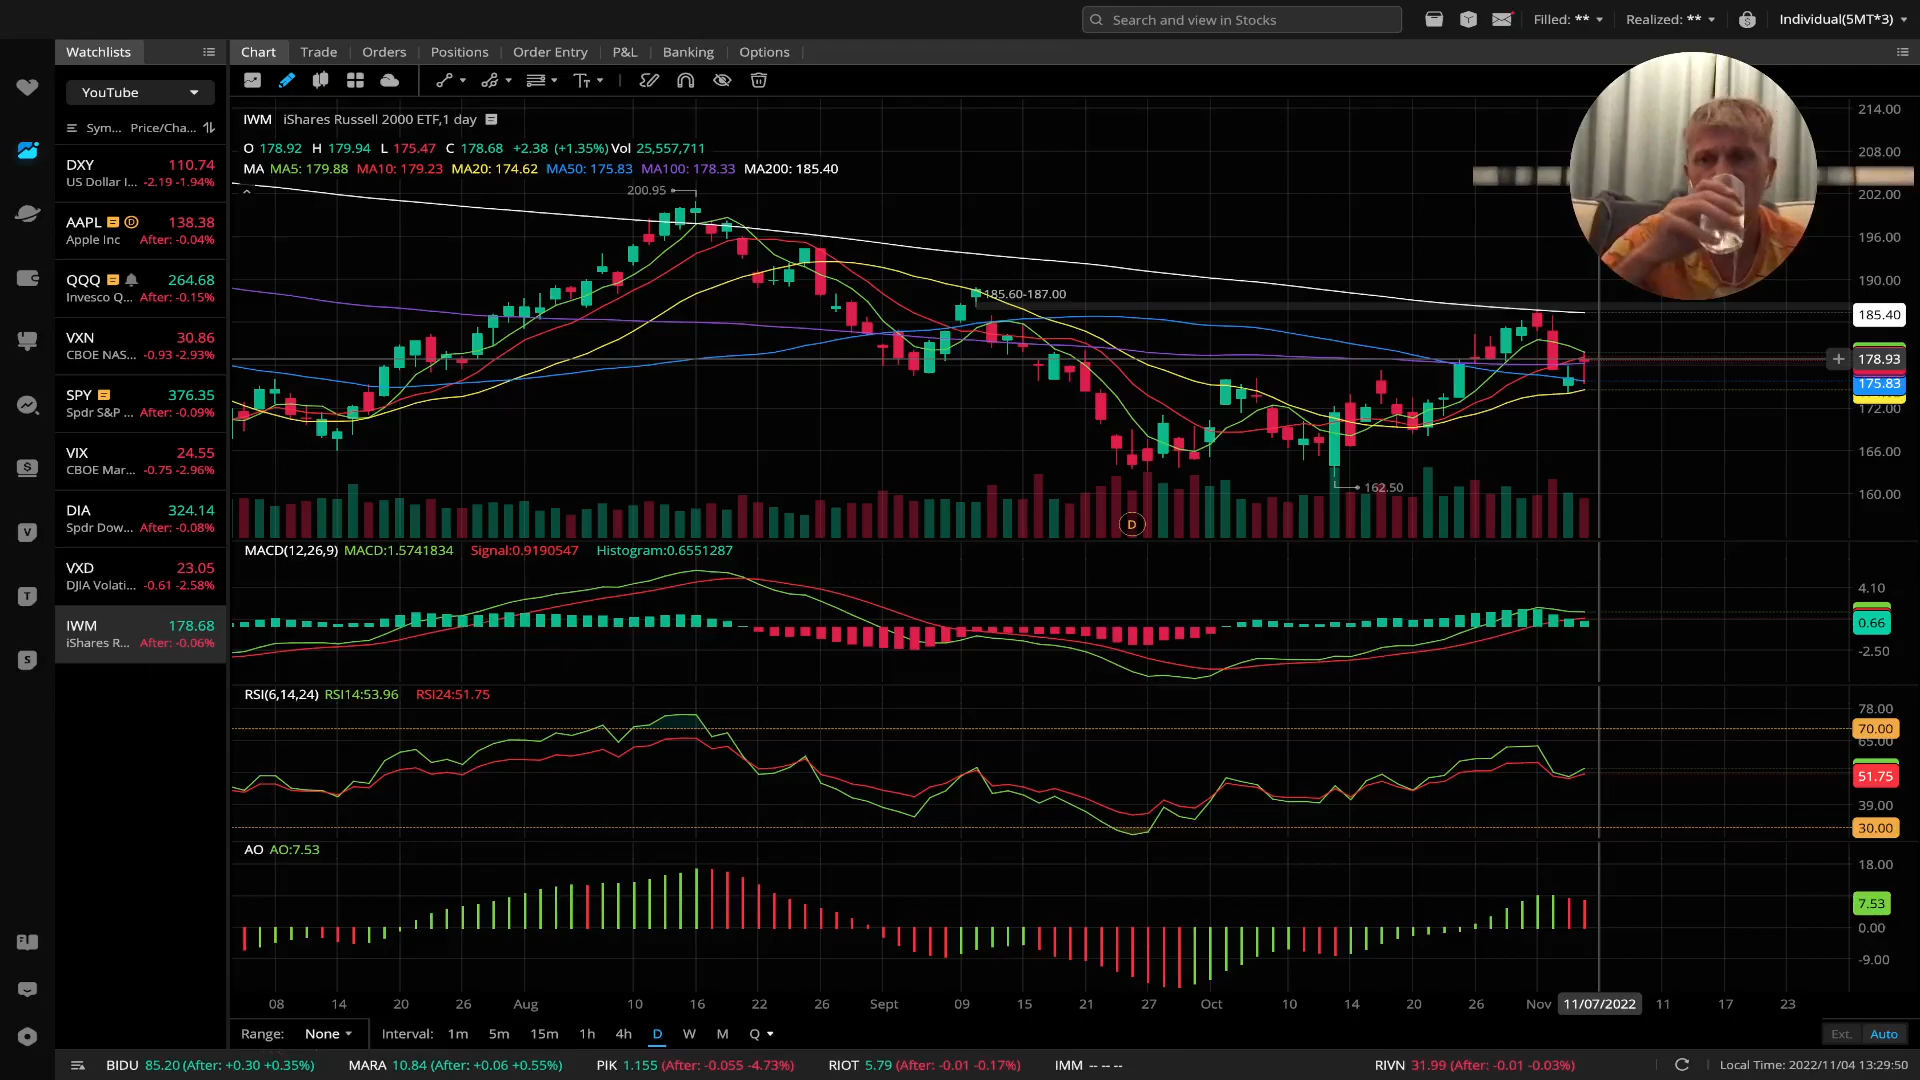 Search and view in Stocks
Filled: **
Realized: **
Individual(5MT*3)
Watchlists
Chart Trade Orders Positions Order Entry P&L Banking Options
YouTube
Sym... Price/Cha...
DXY 110.74
US Dollar I... -2.19 -1.94%
AAPL D 138.38
Apple Inc After: -0.04%
QQQ 264.68
Invesco Q... After: -0.15%
VXN 30.86
CBOE NAS... -0.93 -2.93%
SPY 376.35
Spdr S&P ... After: -0.09%
VIX 24.55
CBOE Mar... -0.75 -2.96%
DIA 324.14
Spdr Dow... After: -0.08%
VXD 23.05
DJIA Volati... -0.61 -2.58%
IWM 178.68
iShares R... After: -0.06%
IWM iShares Russell 2000 ETF,1 day
O 178.92 H 179.94 L 175.47 C 178.68 +2.38 (+1.35%) Vol 25,557,711
MA MA5: 179.88 MA10: 179.23 MA20: 174.62 MA50: 175.83 MA100: 178.33 MA200: 185.40
200.95
185.60-187.00
162.50
D
214.00
208.00
202.00
196.00
190.00
185.40
178.93
175.83
172.00
166.00
160.00
MACD(12,26,9) MACD:1.5741834 Signal:0.9190547 Histogram:0.6551287
4.10
0.66
-2.50
RSI(6,14,24) RSI14:53.96 RSI24:51.75
78.00
70.00
65.00
51.75
39.00
30.00
AO AO:7.53
18.00
7.53
0.00
-9.00
08 14 20 26 Aug 10 16 22 26 Sept 09 15 21 27 Oct 10 14 20 26 Nov 11/07/2022 11 17 23
Range: None Interval: 1m 5m 15m 1h 4h D W M Q
Ext. Auto
BIDU 85.20 (After: +0.30 +0.35%) MARA 10.84 (After: +0.06 +0.55%) PIK 1.155 (After: -0.055 -4.73%) RIOT 5.79 (After: -0.01 -0.17%) IMM -- -- -- RIVN 31.99 (After: -0.01 -0.03%)
Local Time: 2022/11/04 13:29:50